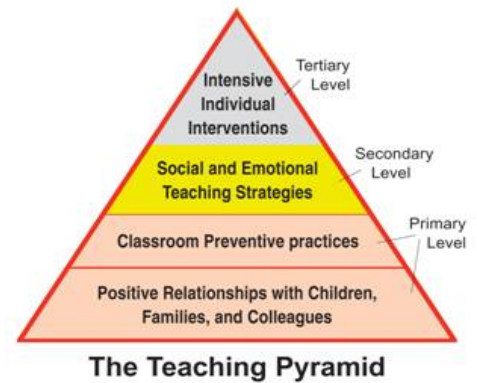 Intensive
Individual
Interventions
Tertiary
Level
Social and Emotional
Teaching Strategies
Secondary
Level
Classroom Preventive practices
Primary
Level
Positive Relationships with Children,
Families, and Colleagues
The Teaching Pyramid